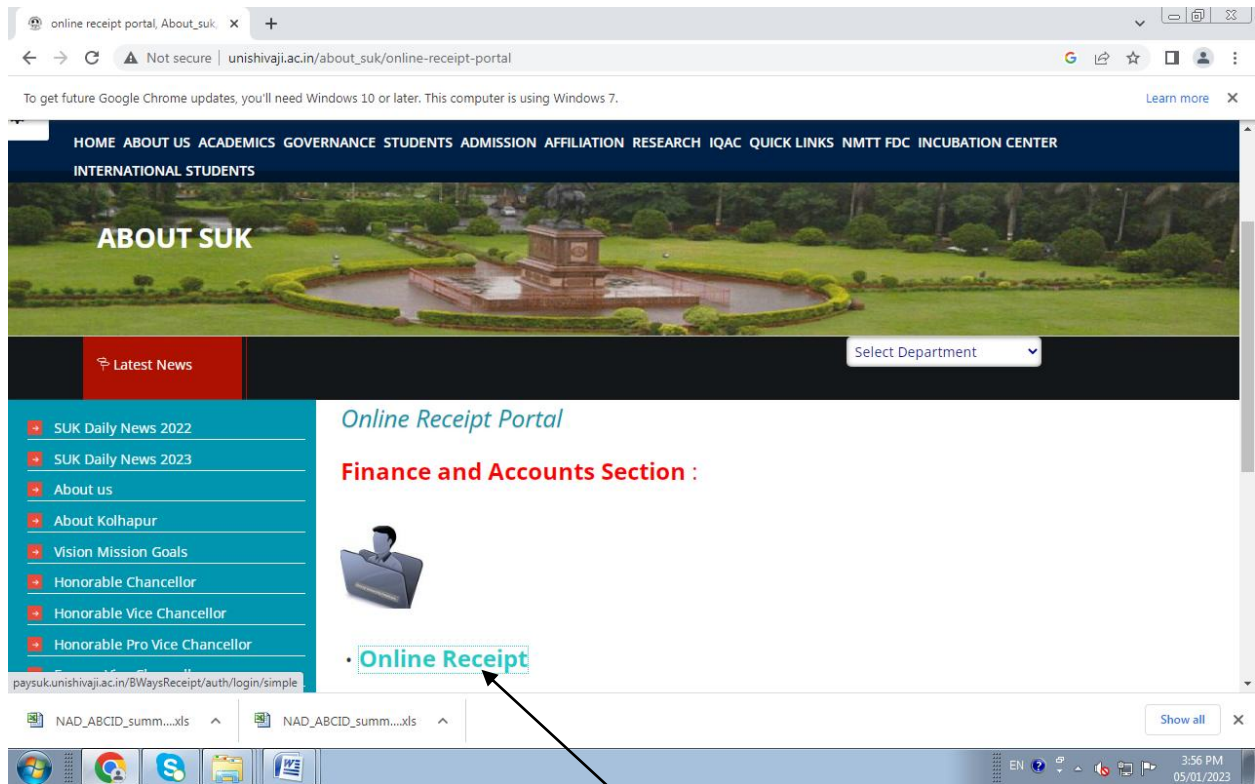 online receipt portal, About_suk,
Not secure | unishivaji.ac.in/about_suk/online-receipt-portal
To get future Google Chrome updates, you'll need Windows 10 or later. This computer is using Windows 7.
Learn more
HOME ABOUT US ACADEMICS GOVERNANCE STUDENTS ADMISSION AFFILIATION RESEARCH IQAC QUICK LINKS NMTT FDC INCUBATION CENTER
INTERNATIONAL STUDENTS
ABOUT SUK
Latest News
Select Department
SUK Daily News 2022
SUK Daily News 2023
About us
About Kolhapur
Vision Mission Goals
Honorable Chancellor
Honorable Vice Chancellor
Honorable Pro Vice Chancellor
paysuk.unishivaji.ac.in/BWaysReceipt/auth/login/simple
Online Receipt Portal
Finance and Accounts Section :
• Online Receipt
NAD_ABCID_summ....xls
NAD_ABCID_summ....xls
Show all
EN
3:56 PM
05/01/2023